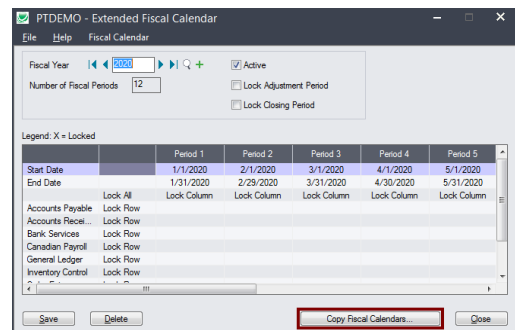 PTDEMO - Extended Fiscal Calendar
File Help Fiscal Calendar
Fiscal Year 2020 Active
Number of Fiscal Periods 12 Lock Adjustment Period
Lock Closing Period
Legend: X = Locked
Period 1 Period 2 Period 3 Period 4 Period 5
Start Date 1/1/2020 2/1/2020 3/1/2020 4/1/2020 5/1/2020
End Date 1/31/2020 2/29/2020 3/31/2020 4/30/2020 5/31/2020
Lock All Lock Column Lock Column Lock Column Lock Column Lock Column
Accounts Payable Lock Row
Accounts Recei... Lock Row
Bank Services Lock Row
Canadian Payroll Lock Row
General Ledger Lock Row
Inventory Control Lock Row
Save Delete Copy Fiscal Calendars... Close